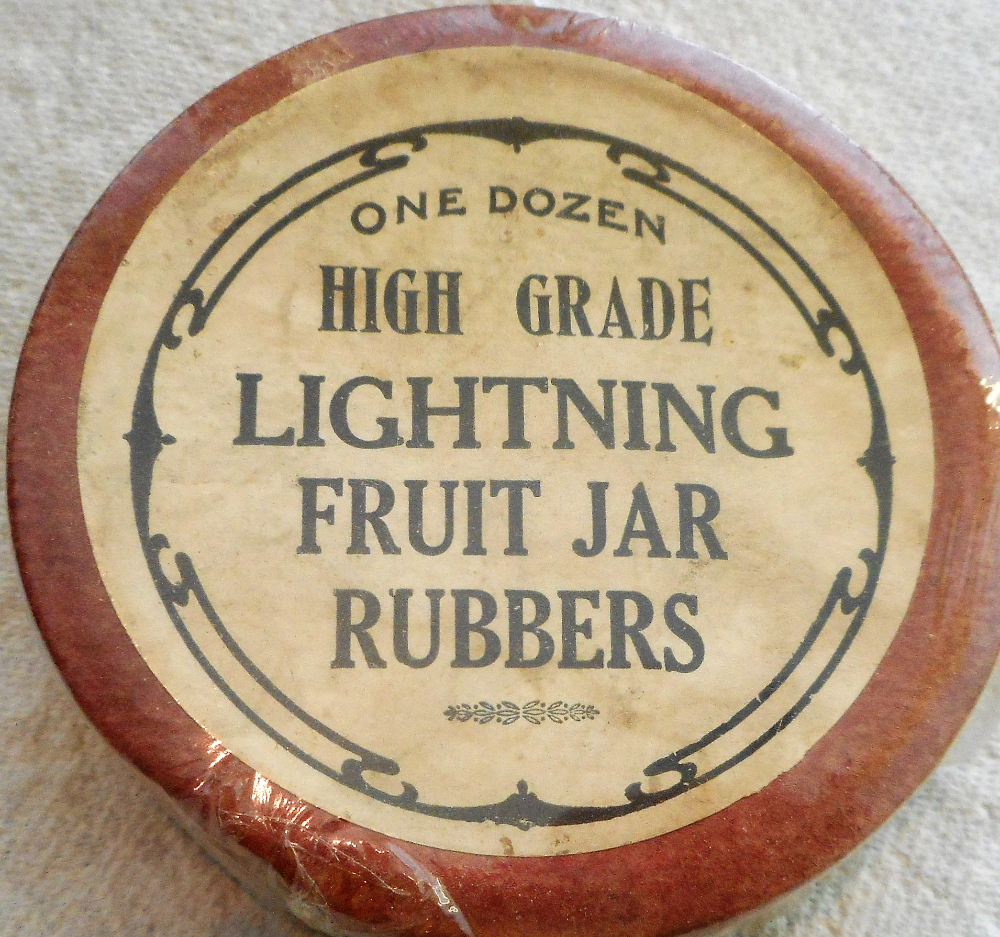 ONE DOZEN
HIGH GRADE
LIGHTNING
FRUIT JAR
RUBBERS